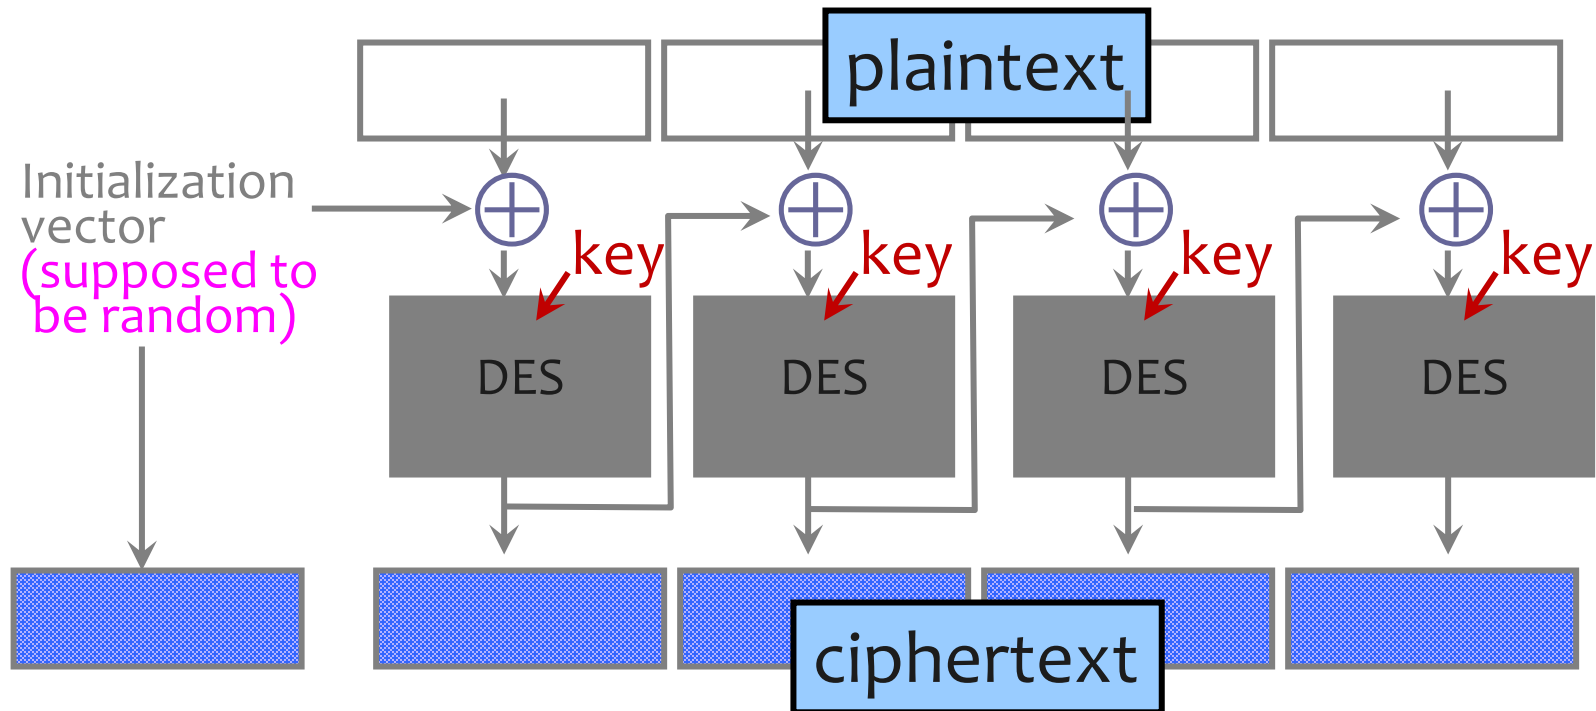 plaintext
Initialization
vector
(supposed to
be random)
key
key
key
key
DES
DES
DES
DES
ciphertext